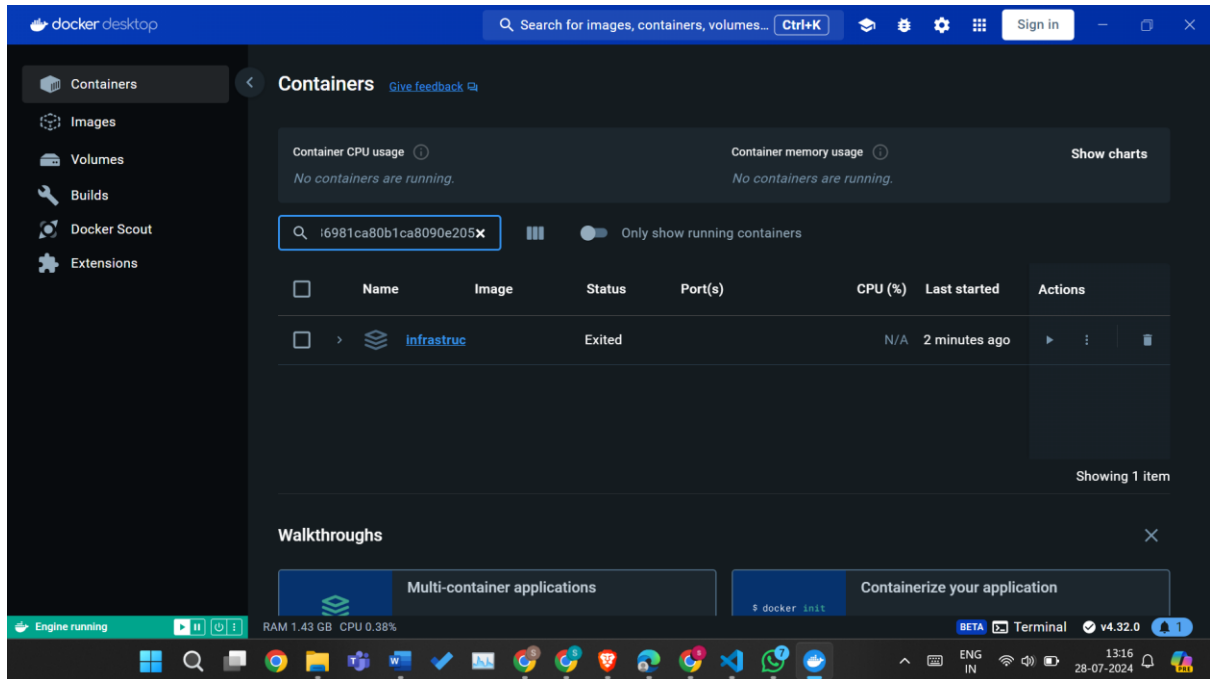 docker desktop
Search for images, containers, volumes... Ctrl+K
Sign in
Containers
Images
Volumes
Builds
Docker Scout
Extensions
Containers Give feedback
Container CPU usage
No containers are running.
Container memory usage
No containers are running.
Show charts
6981ca80b1ca8090e205
Only show running containers
Name Image Status Port(s) CPU (%) Last started Actions
infrastruc Exited N/A 2 minutes ago
Showing 1 item
Walkthroughs
Multi-container applications
$ docker init
Containerize your application
Engine running
RAM 1.43 GB CPU 0.38%
BETA Terminal v4.32.0 1
S S S 7
ENG
IN
13:16
28-07-2024
PRE